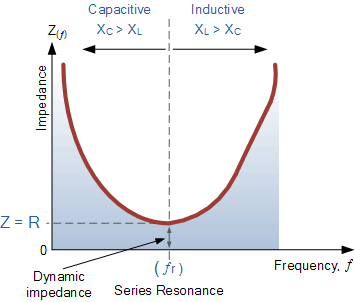 Capacitive
Inductive
Xc > XL
XL > Xc
Z(f)
Impedance
Z = R
0
(fr)
Frequency, f
Dynamic
impedance
Series Resonance